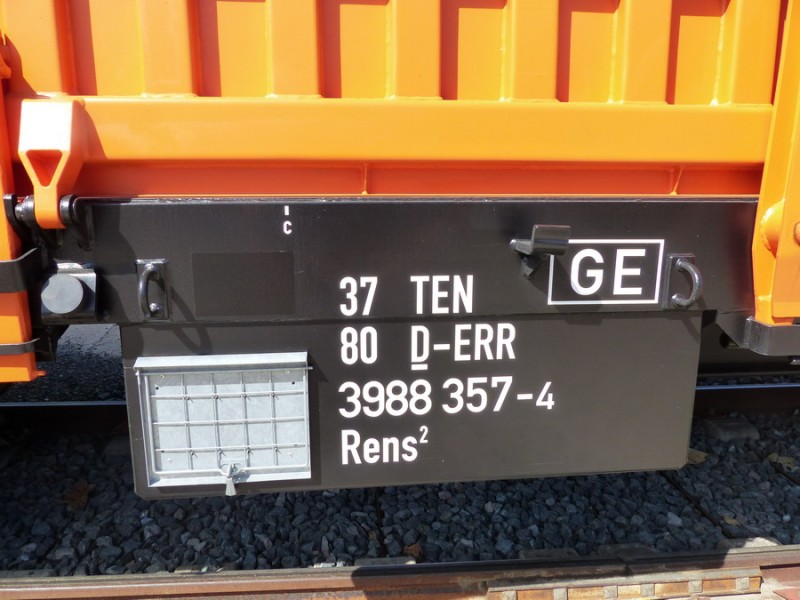 C
GE
37 TEN
80 D-ERR
3988 357-4
Rens²